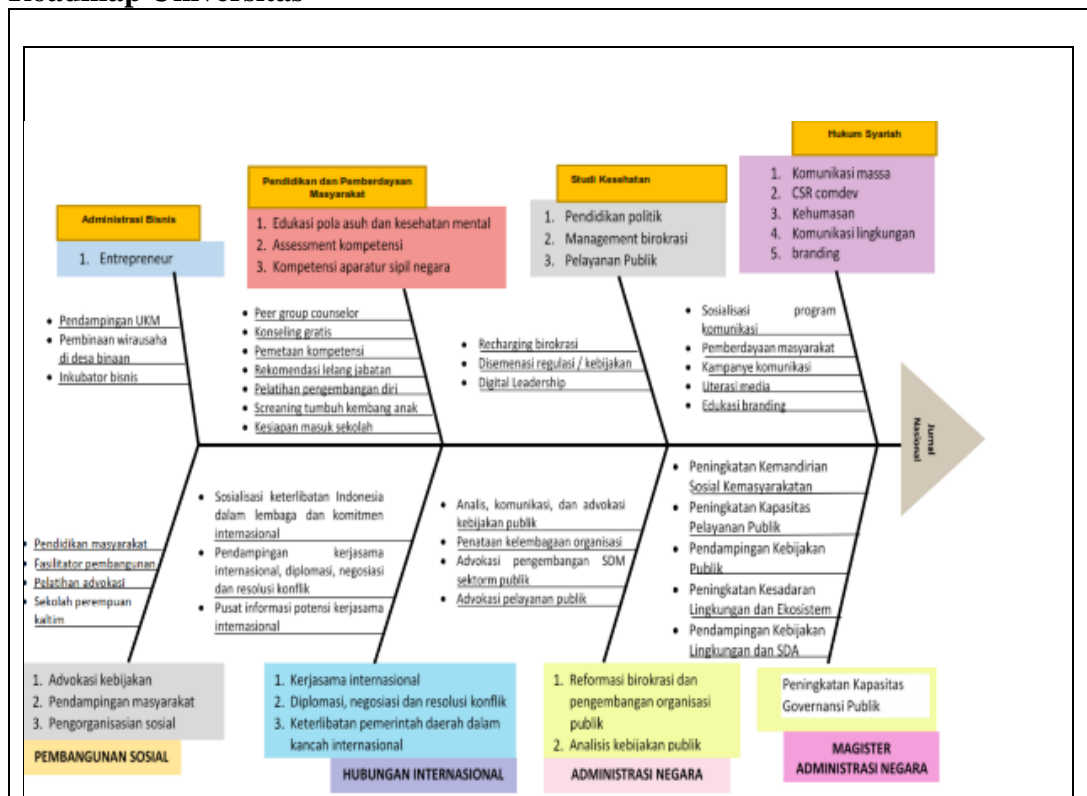 Roadmap Universitas
Administrasi Bisnis
1. Entrepreneur
Pendidikan dan Pemberdayaan
Masyarakat
1. Edukasi pola asuh dan kesehatan mental
2. Assessment kompetensi
3. Kompetensi aparatur sipil negara
Studi Kesehatan
1. Pendidikan politik
2. Management birokrasi
3. Pelayanan Publik
Hukum Syariah
1. Komunikasi massa
2. CSR comdev
3. Kehumasan
4. Komunikasi lingkungan
5. branding
• Pendampingan UKM
• Pembinaan wirausaha
di desa binaan
• Inkubator bisnis
• Peer group counselor
• Konseling gratis
• Pemetaan kompetensi
• Rekomendasi lelang jabatan
• Pelatihan pengembangan diri
• Screaning tumbuh kembang anak
• Kesiapan masuk sekolah
• Recharging birokrasi
• Disemenasi regulasi / kebijakan
• Digital Leadership
• Sosialisasi program
komunikasi
• Pemberdayaan masyarakat
• Kampanye komunikasi
• Literasi media
• Edukasi branding
Jurnal
Nasional
• Pendidikan masyarakat
• Fasilitator pembangunan
• Pelatihan advokasi
• Sekolah perempuan
kaltim
• Sosialisasi keterlibatan Indonesia
dalam lembaga dan komitmen
internasional
• Pendampingan kerjasama
internasional, diplomasi, negosiasi
dan resolusi konflik
• Pusat informasi potensi kerjasama
internasional
• Analis, komunikasi, dan advokasi
kebijakan publik
• Penataan kelembagaan organisasi
• Advokasi pengembangan SDM
sektorm publik
• Advokasi pelayanan publik
• Peningkatan Kemandirian
Sosial Kemasyarakatan
• Peningkatan Kapasitas
Pelayanan Publik
• Pendampingan Kebijakan
Publik
• Peningkatan Kesadaran
Lingkungan dan Ekosistem
• Pendampingan Kebijakan
Lingkungan dan SDA
1. Advokasi kebijakan
2. Pendampingan masyarakat
3. Pengorganisasian sosial
PEMBANGUNAN SOSIAL
1. Kerjasama internasional
2. Diplomasi, negosiasi dan resolusi konflik
3. Keterlibatan pemerintah daerah dalam
kancah internasional
HUBUNGAN INTERNASIONAL
1. Reformasi birokrasi dan
pengembangan organisasi
publik
2. Analisis kebijakan publik
ADMINISTRASI NEGARA
Peningkatan Kapasitas
Governansi Publik
MAGISTER
ADMINISTRASI NEGARA